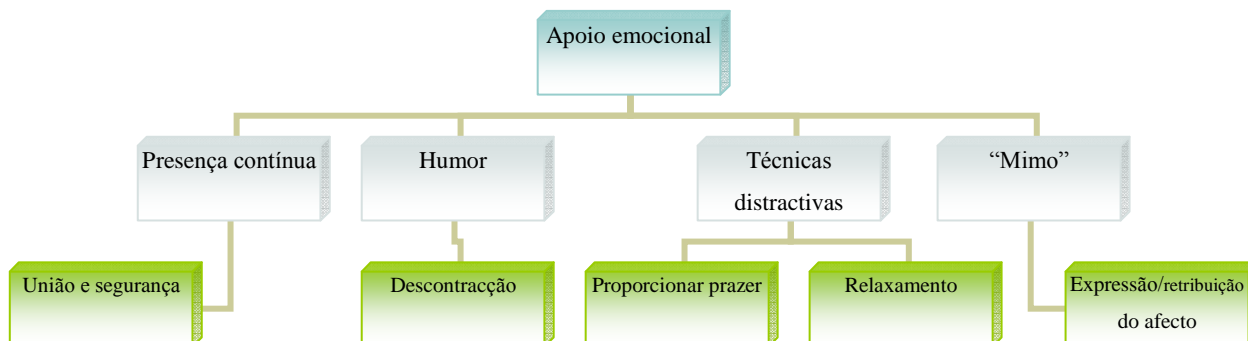 Apoio emocional
Presença contínua
Humor
Técnicas
distractivas
“Mimo”
União e segurança
Descontracção
Proporcionar prazer
Relaxamento
Expressão/retribuição
do afecto